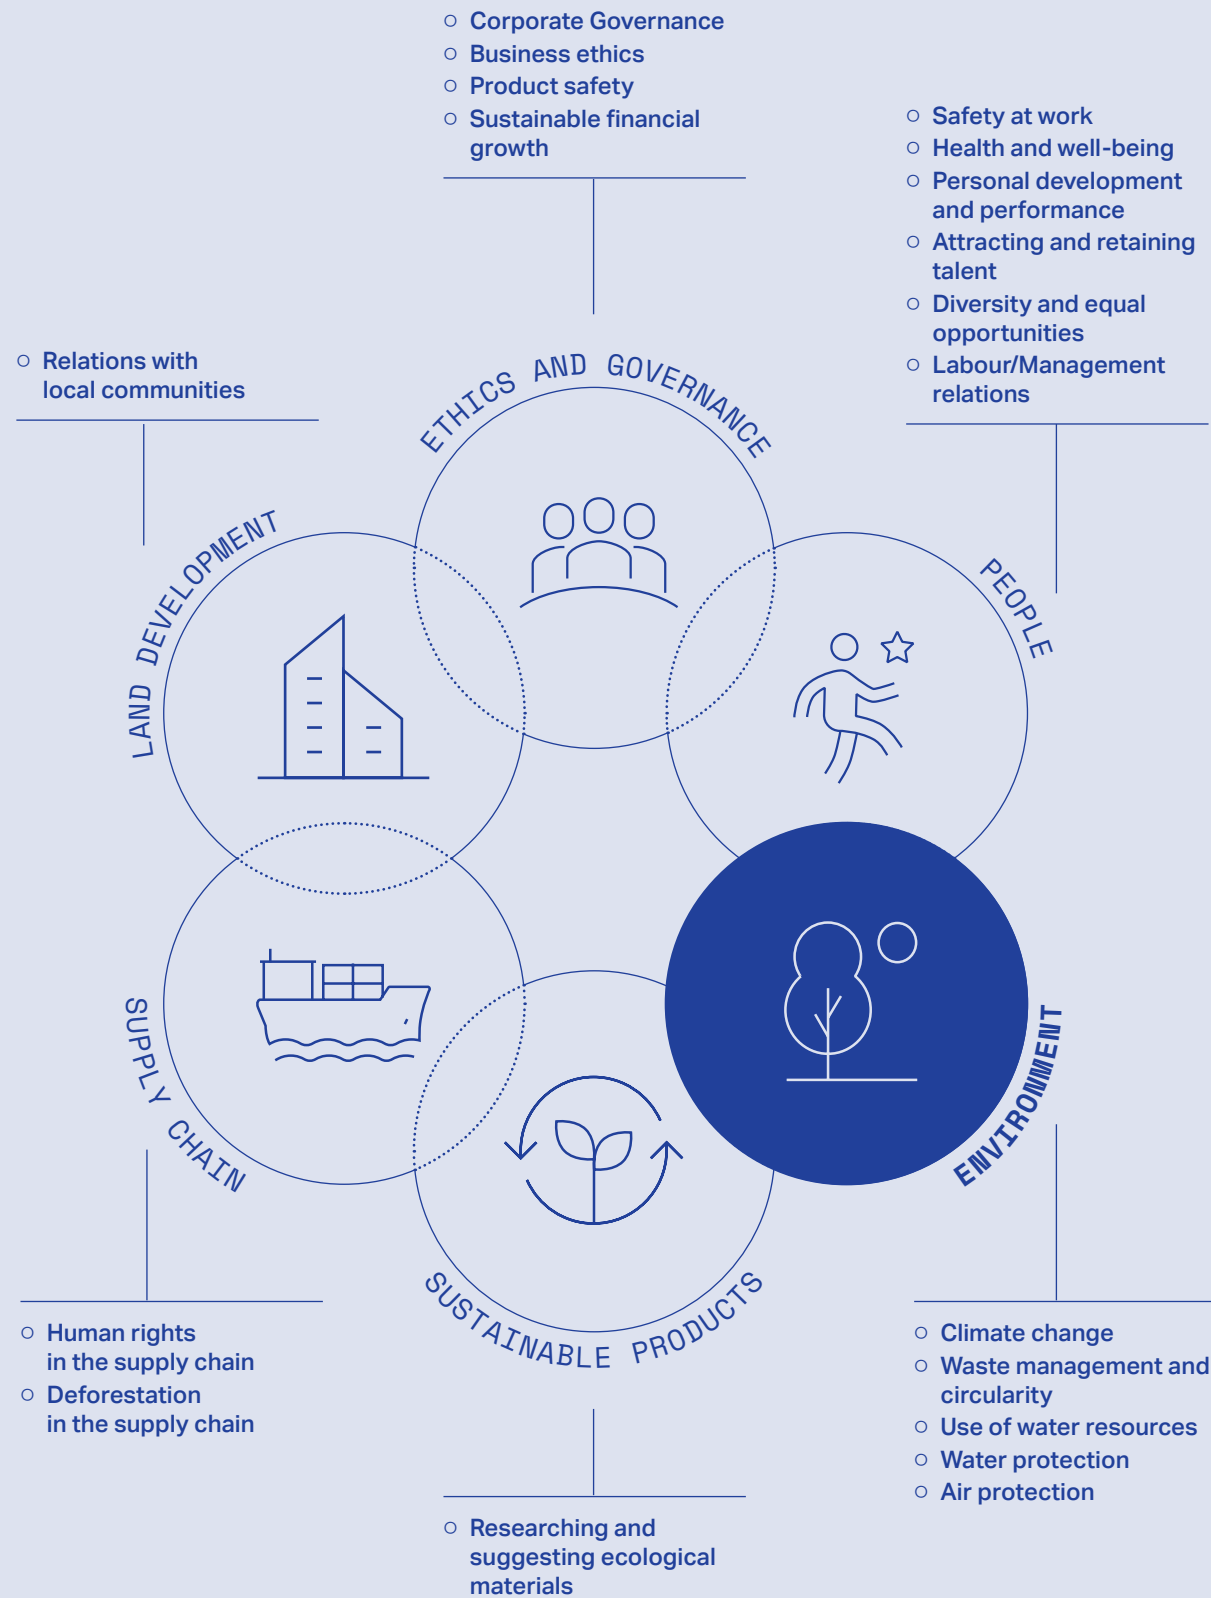 Corporate Governance
Business ethics
Product safety
Sustainable financial
growth
Safety at work
Health and well-being
Personal development
and performance
Attracting and retaining
talent
Diversity and equal
opportunities
Labour/Management
relations
Relations with
local communities
ETHICS AND GOVERNANCE
LAND DEVELOPMENT
PEOPLE
SUPPLY CHAIN
ENVIRONMENT
SUSTAINABLE PRODUCTS
Human rights
in the supply chain
Deforestation
in the supply chain
Climate change
Waste management and
circularity
Use of water resources
Water protection
Air protection
Researching and
suggesting ecological
materials